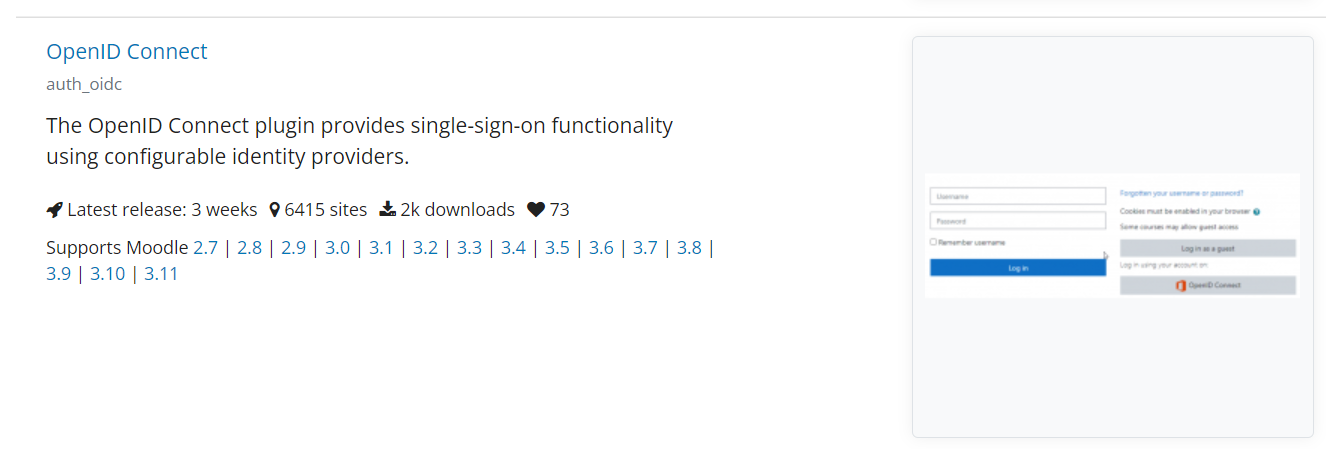 OpenID Connect
auth_oidc
The OpenID Connect plugin provides single-sign-on functionality
using configurable identity providers.
Latest release: 3 weeks 6415 sites 2k downloads 73
Supports Moodle 2.7 | 2.8 | 2.9 | 3.0 | 3.1 | 3.2 | 3.3 | 3.4 | 3.5 | 3.6 | 3.7 | 3.8 |
3.9 | 3.10 | 3.11
Username
Password
Remember username
Log in
Forgotten your username or password?
Cookies must be enabled in your browser
Some courses may allow guest access
Log in as a guest
Log in using your account on:
OpenID Connect